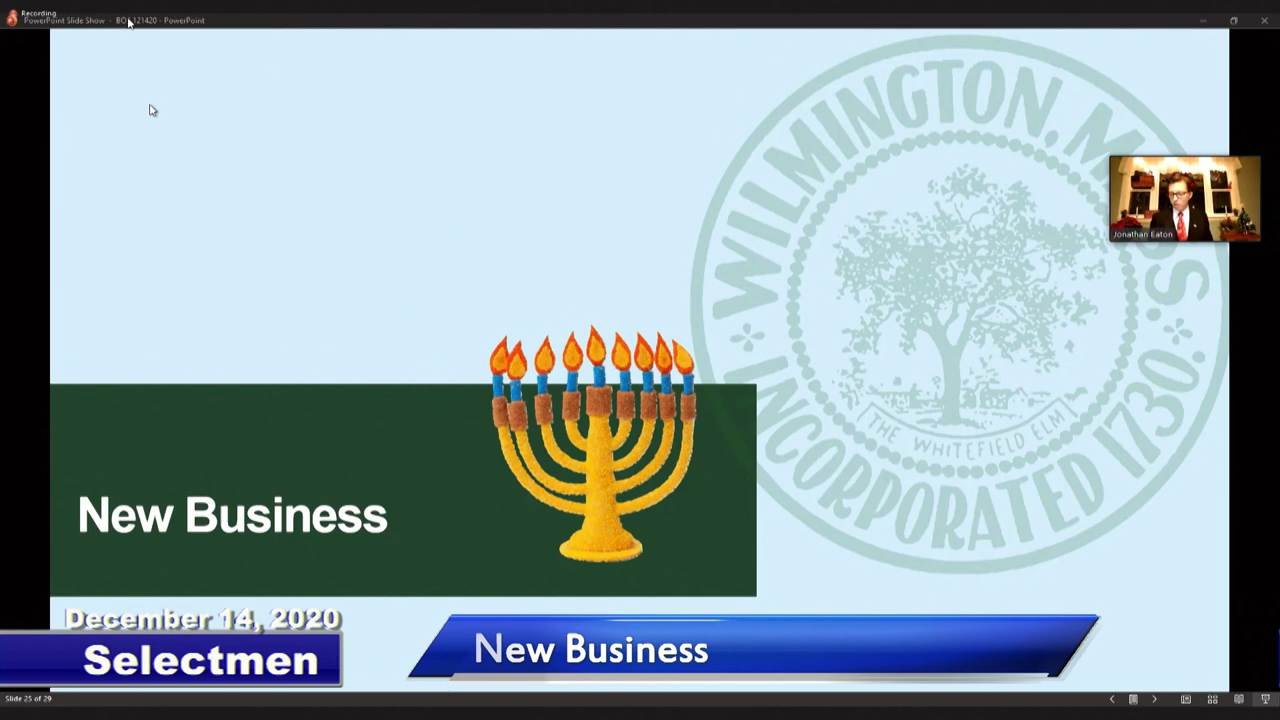 Recording
PowerPoint Slide Show - BOS 121420 - PowerPoint
WILMINGTON, MASS.
INCORPORATED 1730.
THE WHITEFIELD ELM
Jonathan Eaton
New Business
December 14, 2020
Selectmen
New Business
Slide 25 of 29